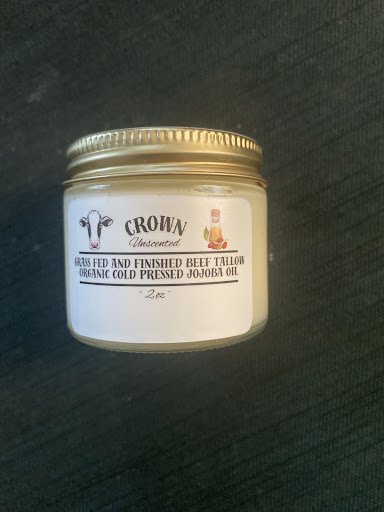 CROWN
Unscented
GRASS FED AND FINISHED BEEF TALLOW
ORGANIC COLD PRESSED JOJOBA OIL
"2oz"